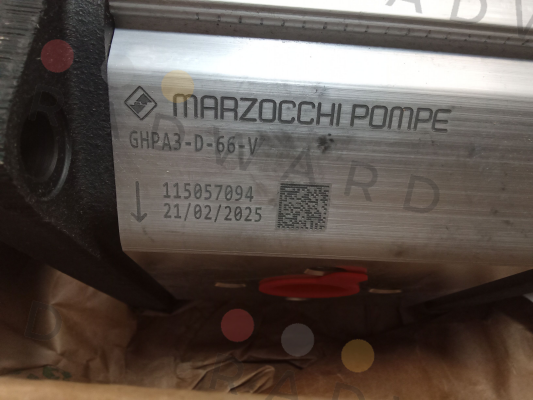 MARZOCCHI POMPE
GHPA3-D-66-V
115057094
21/02/2025